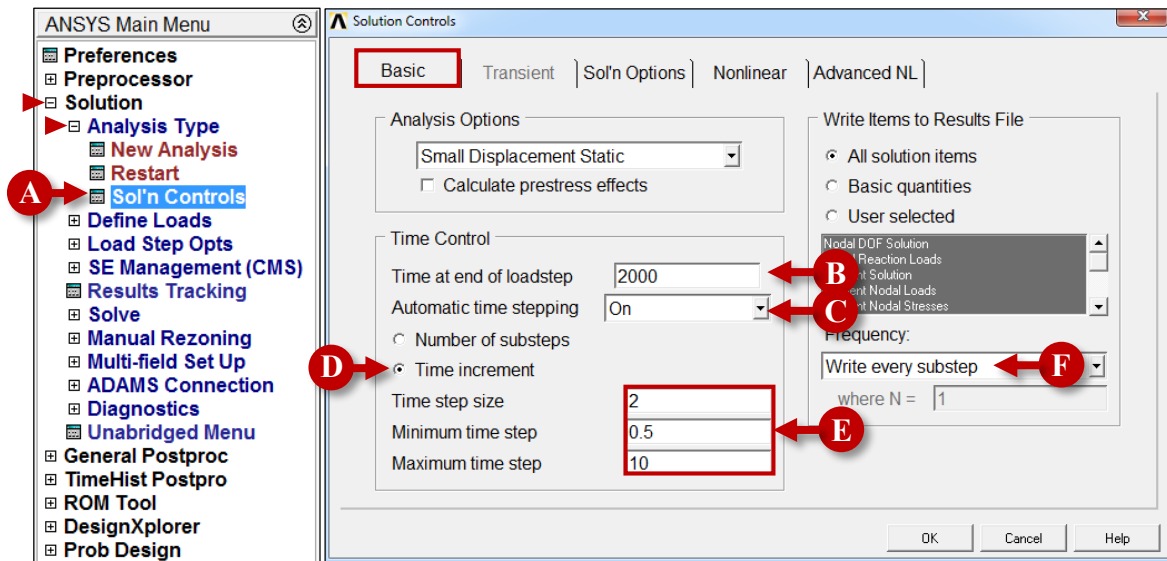 ANSYS Main Menu
Preferences
Preprocessor
Solution
Analysis Type
New Analysis
Restart
A
Sol'n Controls
Define Loads
Load Step Opts
SE Management (CMS)
Results Tracking
Solve
Manual Rezoning
Multi-field Set Up
ADAMS Connection
Diagnostics
Unabridged Menu
General Postproc
TimeHist Postpro
ROM Tool
DesignXplorer
Prob Design
Solution Controls
Basic Transient Sol'n Options Nonlinear Advanced NL
Analysis Options
Small Displacement Static
Calculate prestress effects
Time Control
Time at end of loadstep 2000 B
Automatic time stepping On C
Number of substeps
D Time increment
Time step size 2
Minimum time step 0.5 E
Maximum time step 10
Write Items to Results File
All solution items
Basic quantities
User selected
Nodal DOF Solution
Reaction Loads
Solution
Nodal Loads
Nodal Stresses
Frequency:
Write every substep F
where N = 1
OK Cancel Help